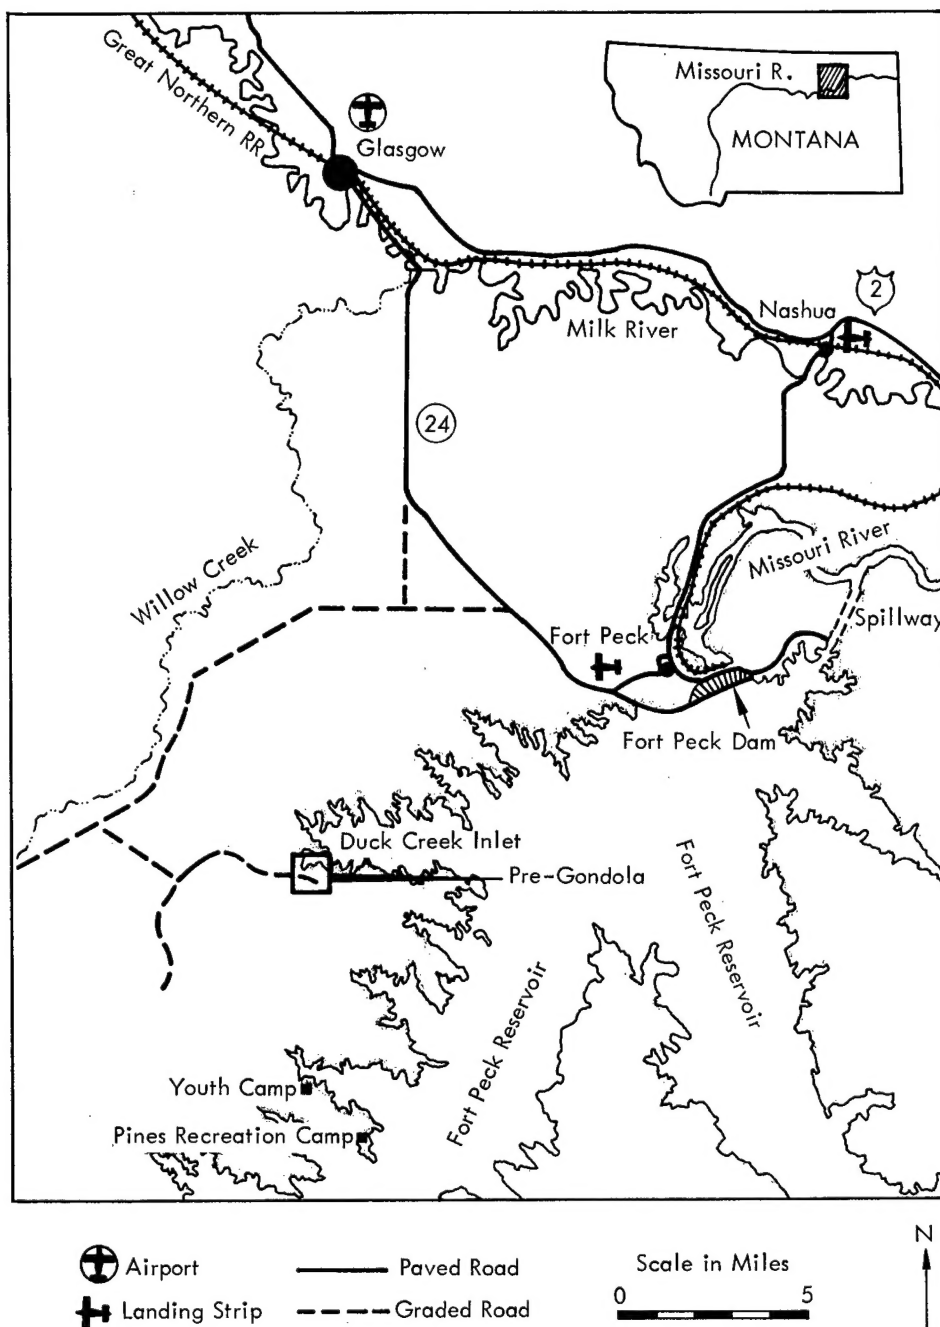 Great Northern RR
Glasgow
Missouri R.
MONTANA
Nashua
2
Milk River
24
Willow Creek
Missouri River
Spillway
Fort Peck
Fort Peck Dam
Duck Creek Inlet
Pre-Gondola
Fort Peck Reservoir
Fort Peck Reservoir
Youth Camp
Pines Recreation Camp
N
Airport
Paved Road
Scale in Miles
Landing Strip
Graded Road
0 5